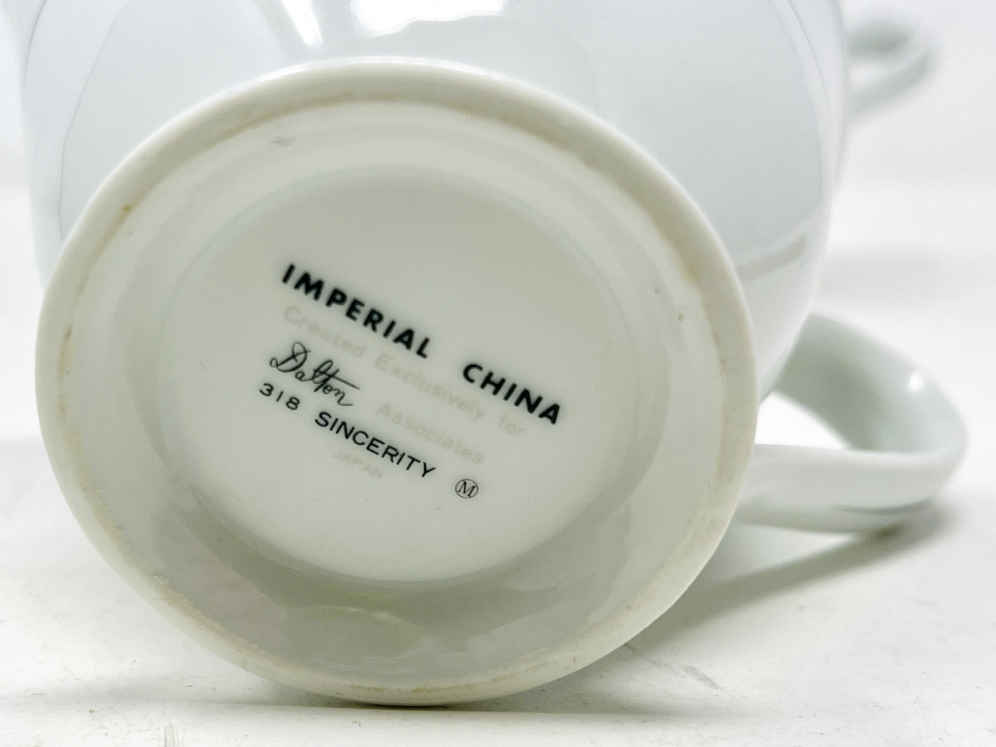 IMPERIAL CHINA
Created Exclusively for
Dalton Associates
318 SINCERITY
JAPAN Ⓜ